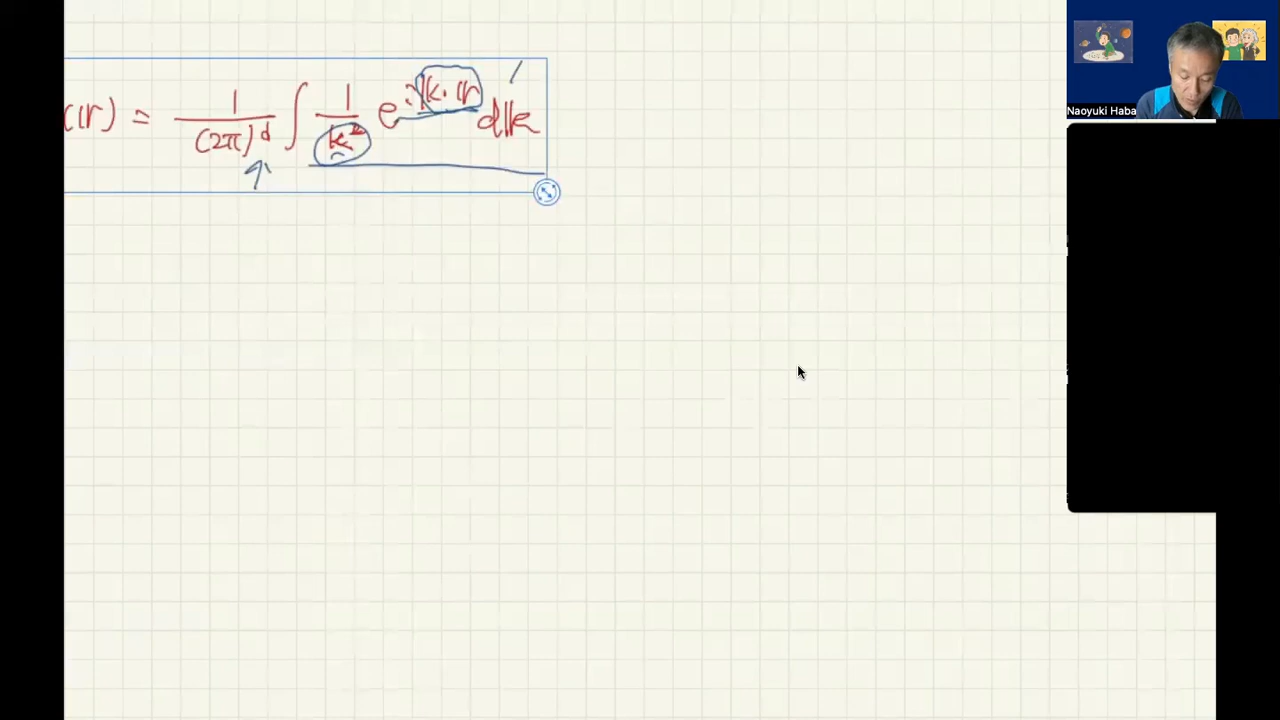 (𝕣) = 1/(2π)^d ∫ 1/𝕜² e^{i𝕜·𝕣} d𝕜
Naoyuki Haba